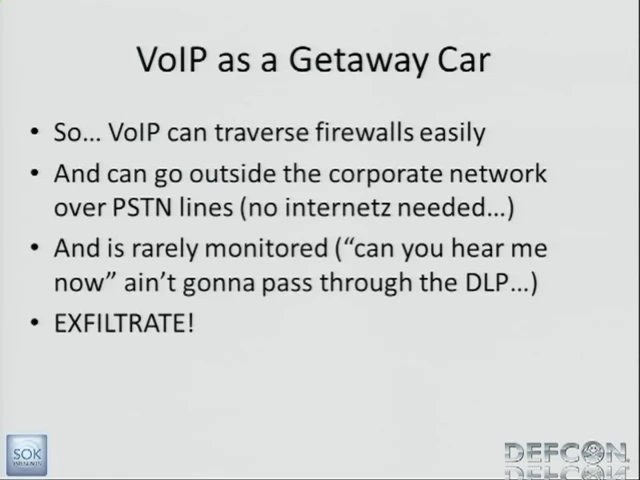 VoIP as a Getaway Car
• So... VoIP can traverse firewalls easily
• And can go outside the corporate network
over PSTN lines (no internetz needed...)
• And is rarely monitored (“can you hear me
now” ain’t gonna pass through the DLP...)
• EXFILTRATE!
SOK
PRESENTS
DEFCON